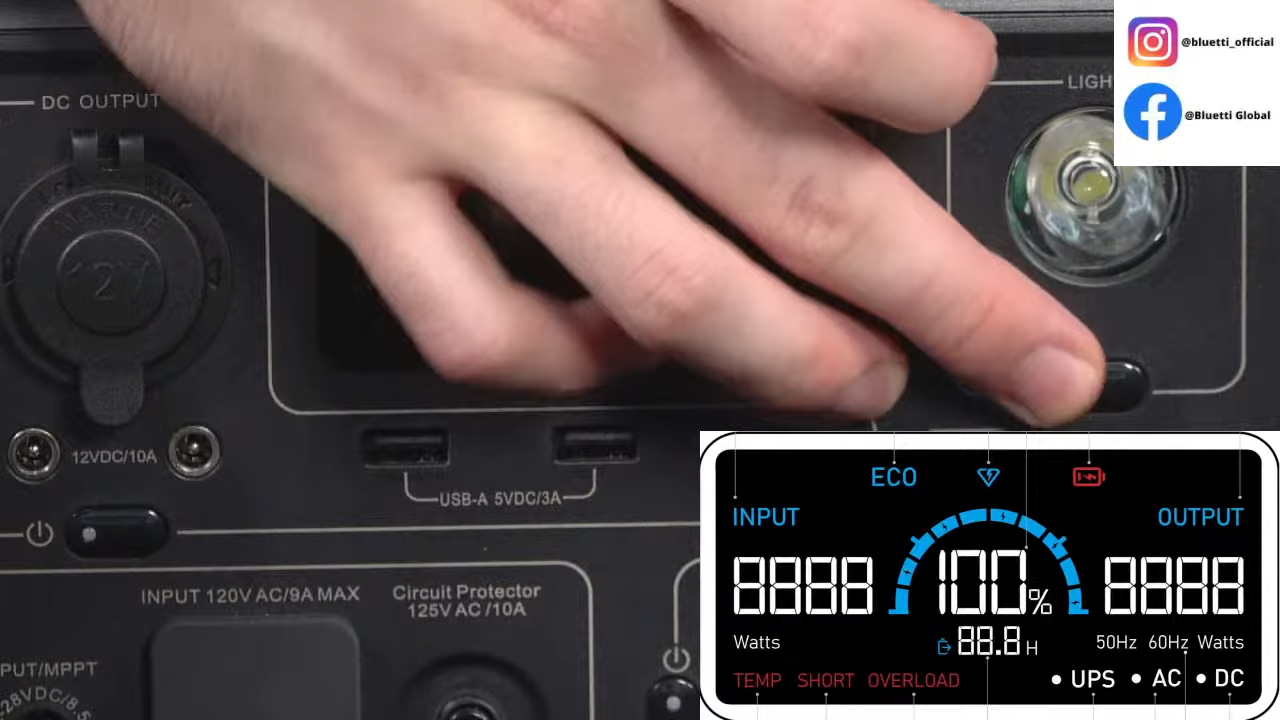 @bluetti_official
@Bluetti Global
DC OUTPUT
LIGH
MARINE
12V
12VDC/10A
USB-A 5VDC/3A
INPUT 120V AC/9A MAX
Circuit Protector
125V AC /10A
PUT/MPPT
28VDC/8.5
ECO
INPUT
OUTPUT
8888
100%
8888
Watts
88.8 H
50Hz 60Hz Watts
TEMP SHORT OVERLOAD
• UPS • AC • DC